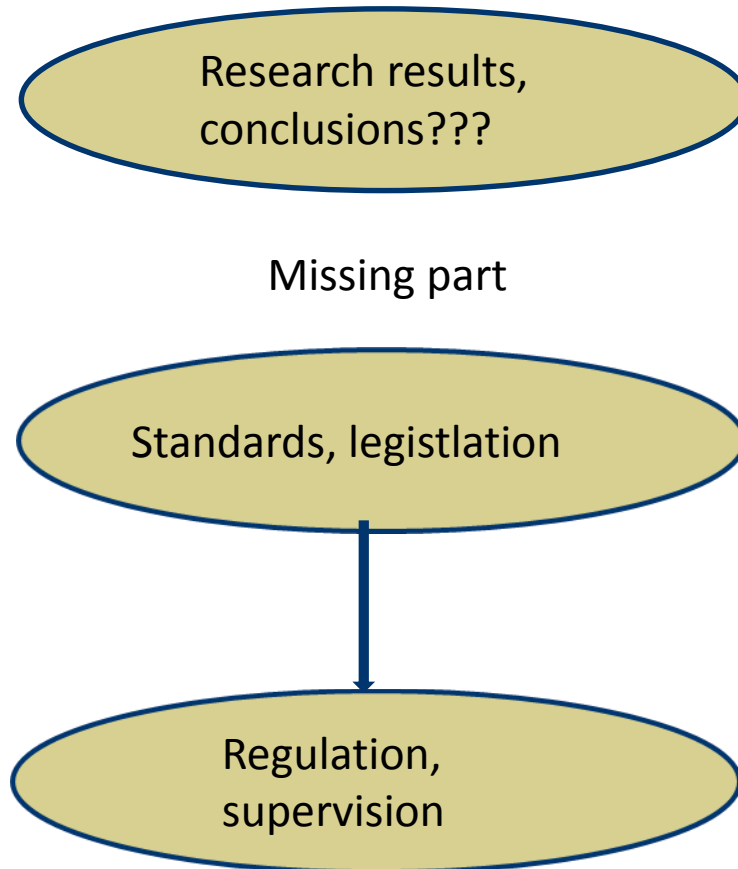 Research results,
conclusions???
Missing part
Standards, legistlation
Regulation,
supervision